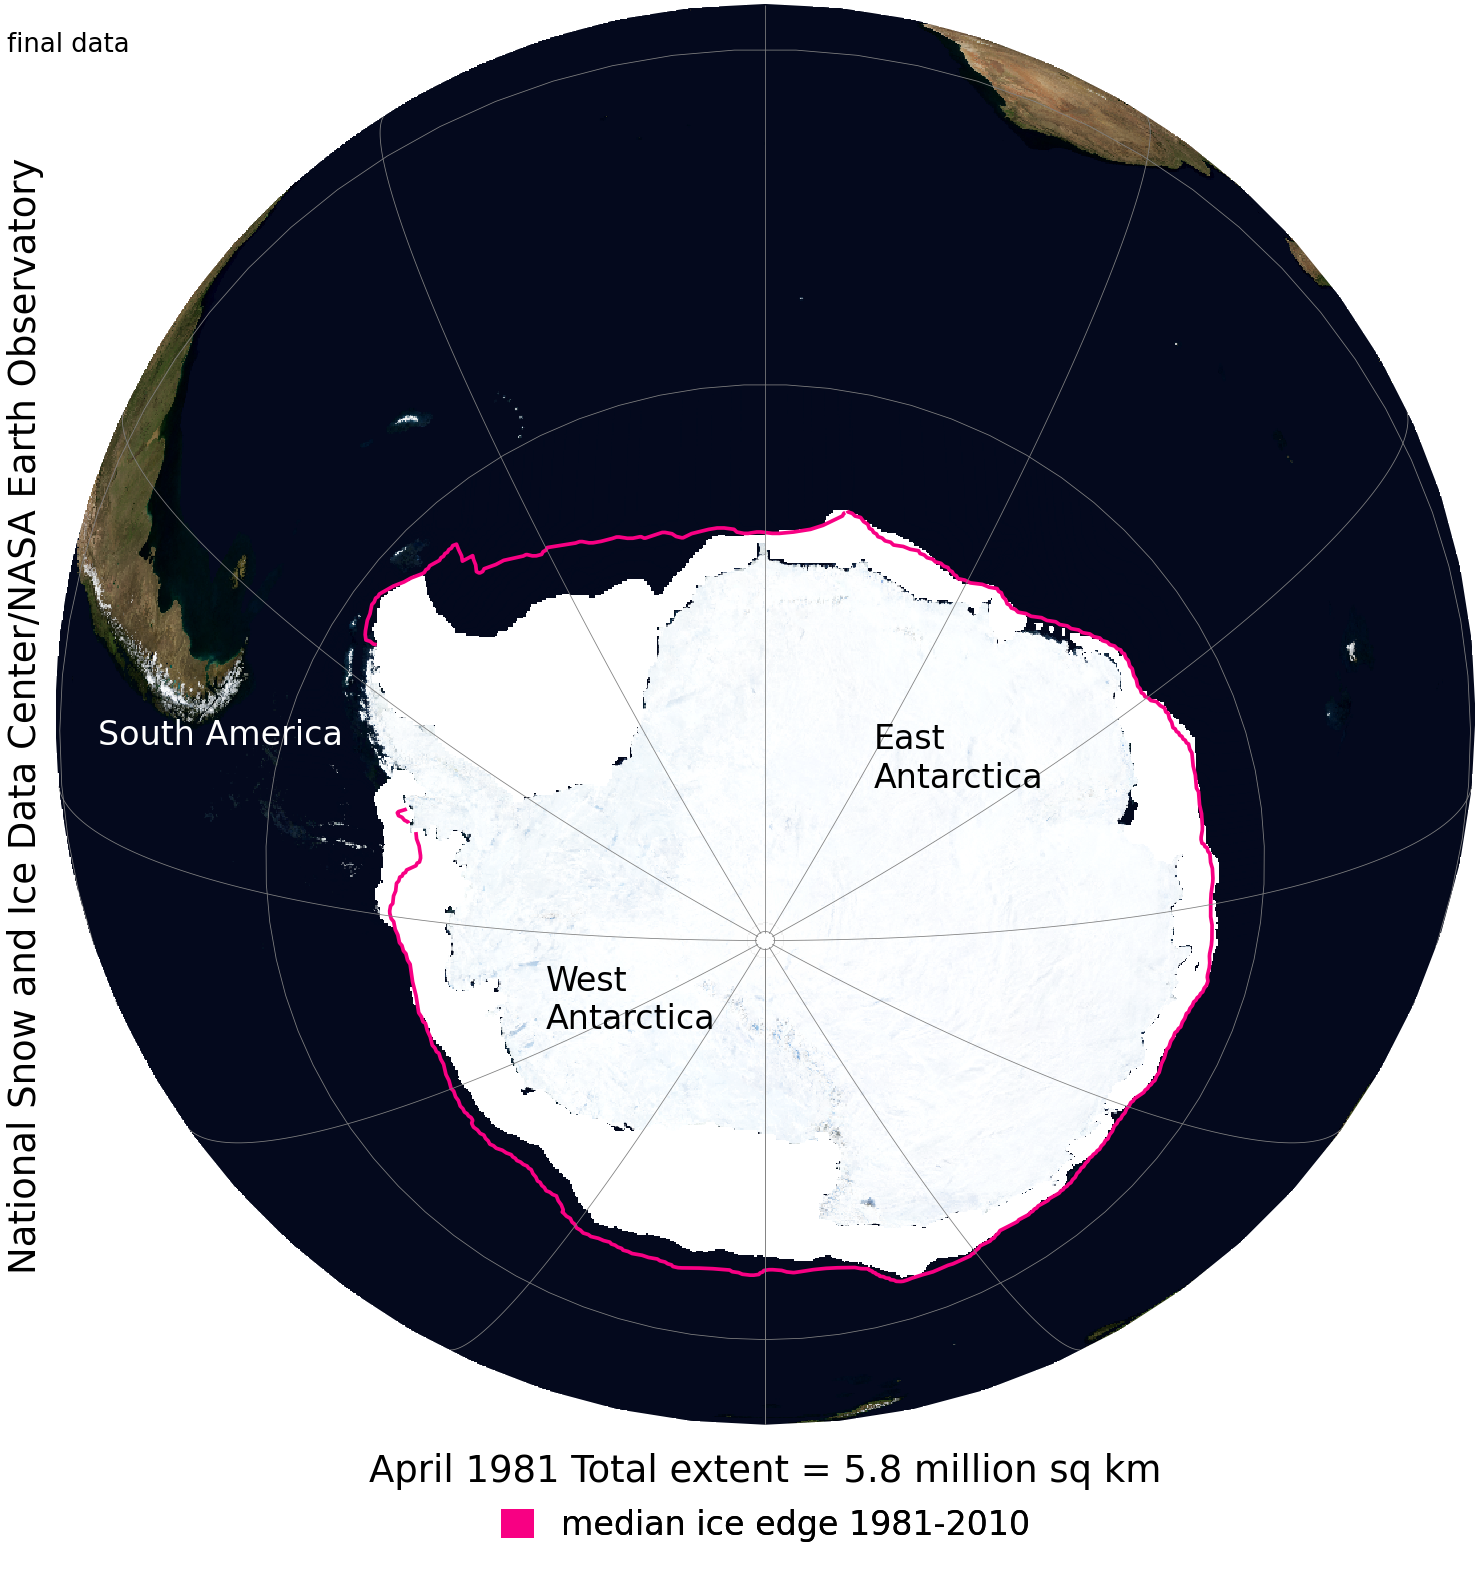 final data
National Snow and Ice Data Center/NASA Earth Observatory
South America
East
Antarctica
West
Antarctica
April 1981 Total extent = 5.8 million sq km
median ice edge 1981-2010